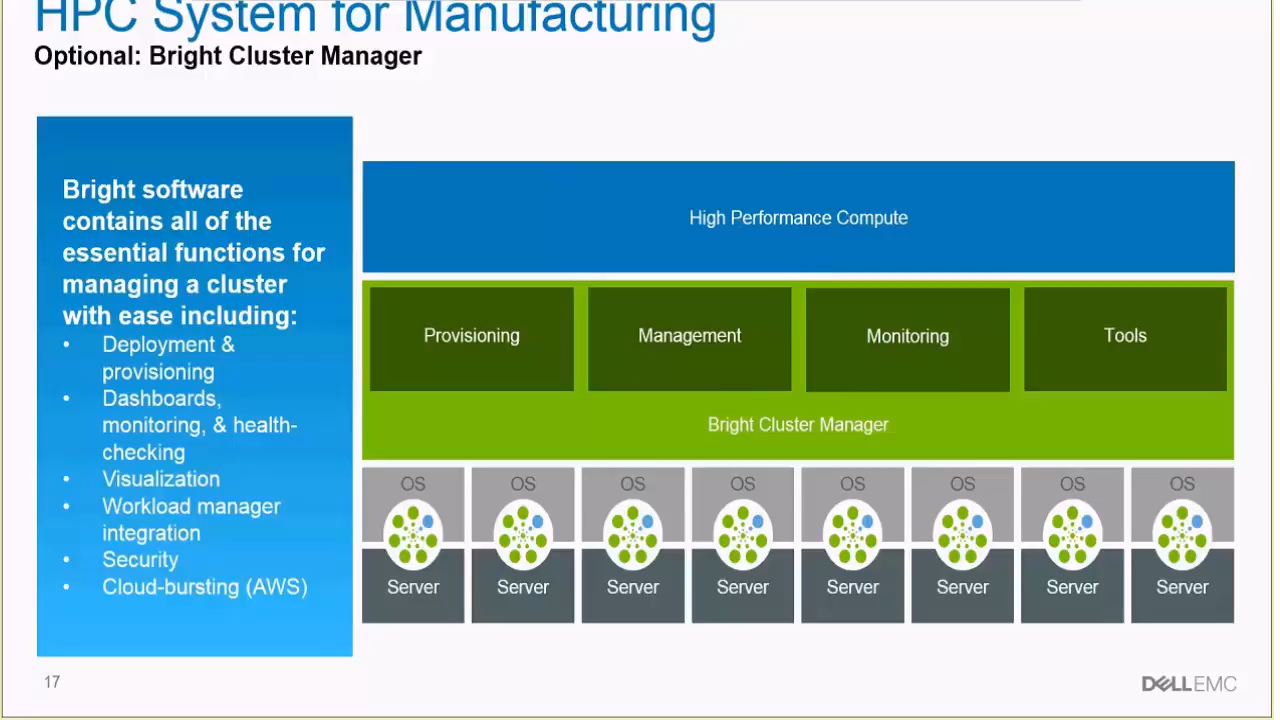 HPC System for Manufacturing
Optional: Bright Cluster Manager
Bright software
contains all of the
essential functions for
managing a cluster
with ease including:
• Deployment &
provisioning
• Dashboards,
monitoring, & health-
checking
• Visualization
• Workload manager
integration
• Security
• Cloud-bursting (AWS)
High Performance Compute
Provisioning Management Monitoring Tools
Bright Cluster Manager
OS OS OS OS OS OS OS OS
Server Server Server Server Server Server Server Server
17
DELLEMC